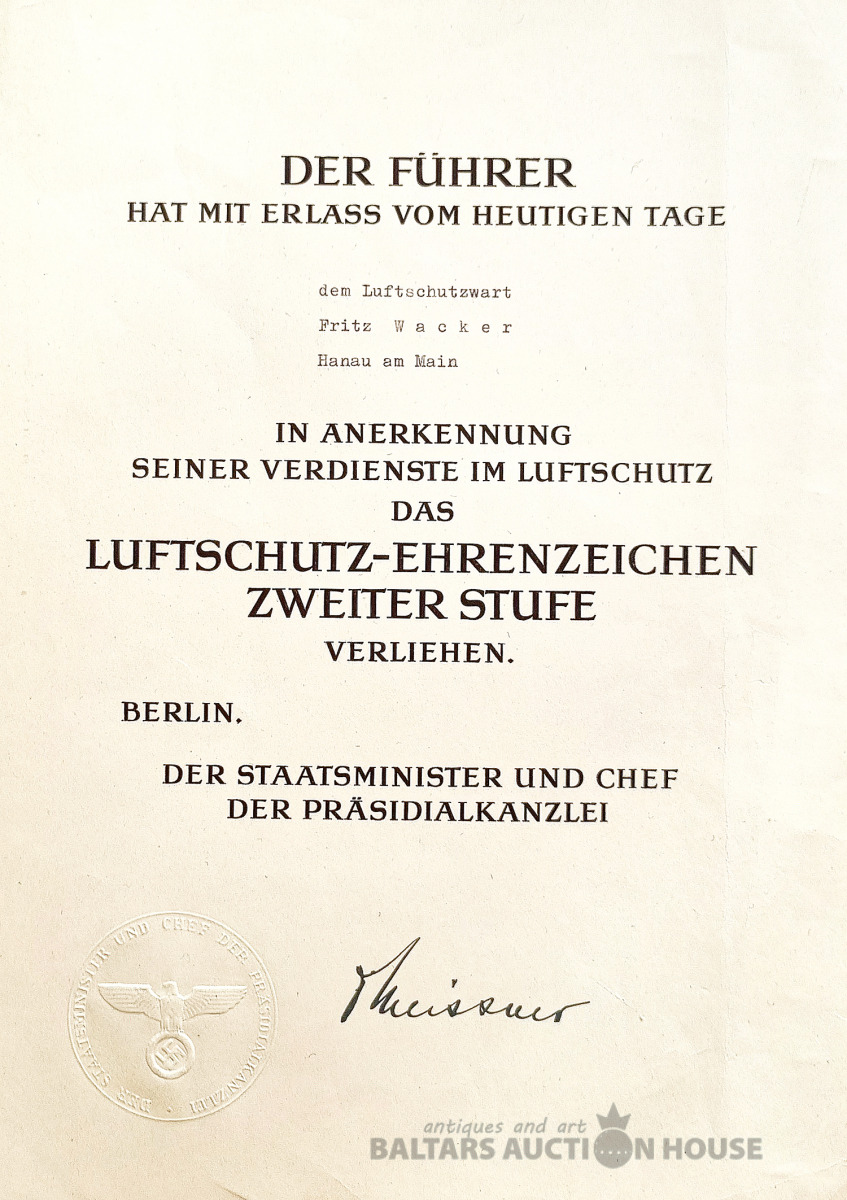 DER FÜHRER
HAT MIT ERLASS VOM HEUTIGEN TAGE
dem Luftschutzwart
Fritz W a c k e r
Hanau am Main
IN ANERKENNUNG
SEINER VERDIENSTE IM LUFTSCHUTZ
DAS
LUFTSCHUTZ-EHRENZEICHEN
ZWEITER STUFE
VERLIEHEN.
BERLIN.
DER STAATSMINISTER UND CHEF
DER PRÄSIDIALKANZLEI
DER STAATSMINISTER UND CHEF DER PRÄSIDIALKANZLEI
Meissner
antiques and art
BALTARS AUCTION HOUSE